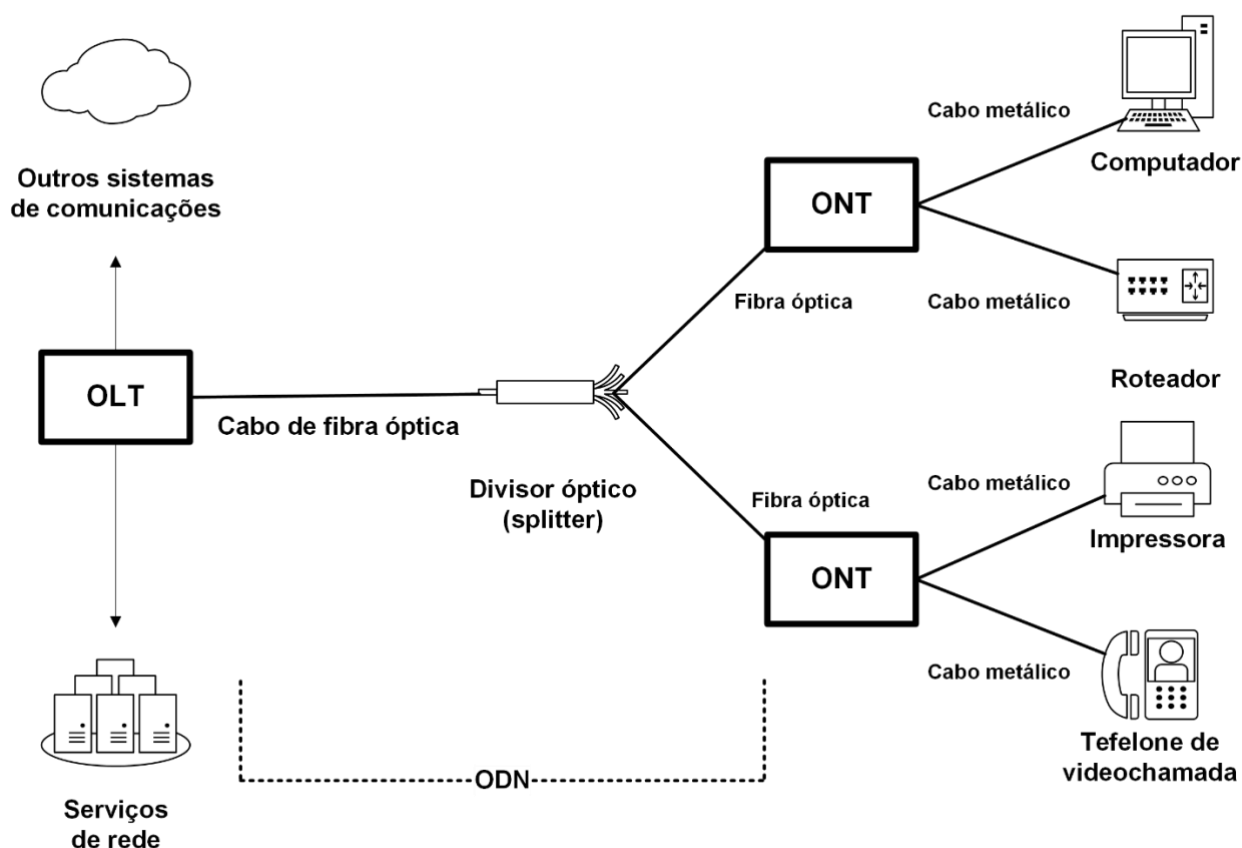 Outros sistemas
de comunicações
OLT
Serviços
de rede
Cabo de fibra óptica
Divisor óptico
(splitter)
ODN
Fibra óptica
Fibra óptica
ONT
ONT
Cabo metálico
Computador
Cabo metálico
Roteador
Cabo metálico
Impressora
Cabo metálico
Tefelone de
videochamada